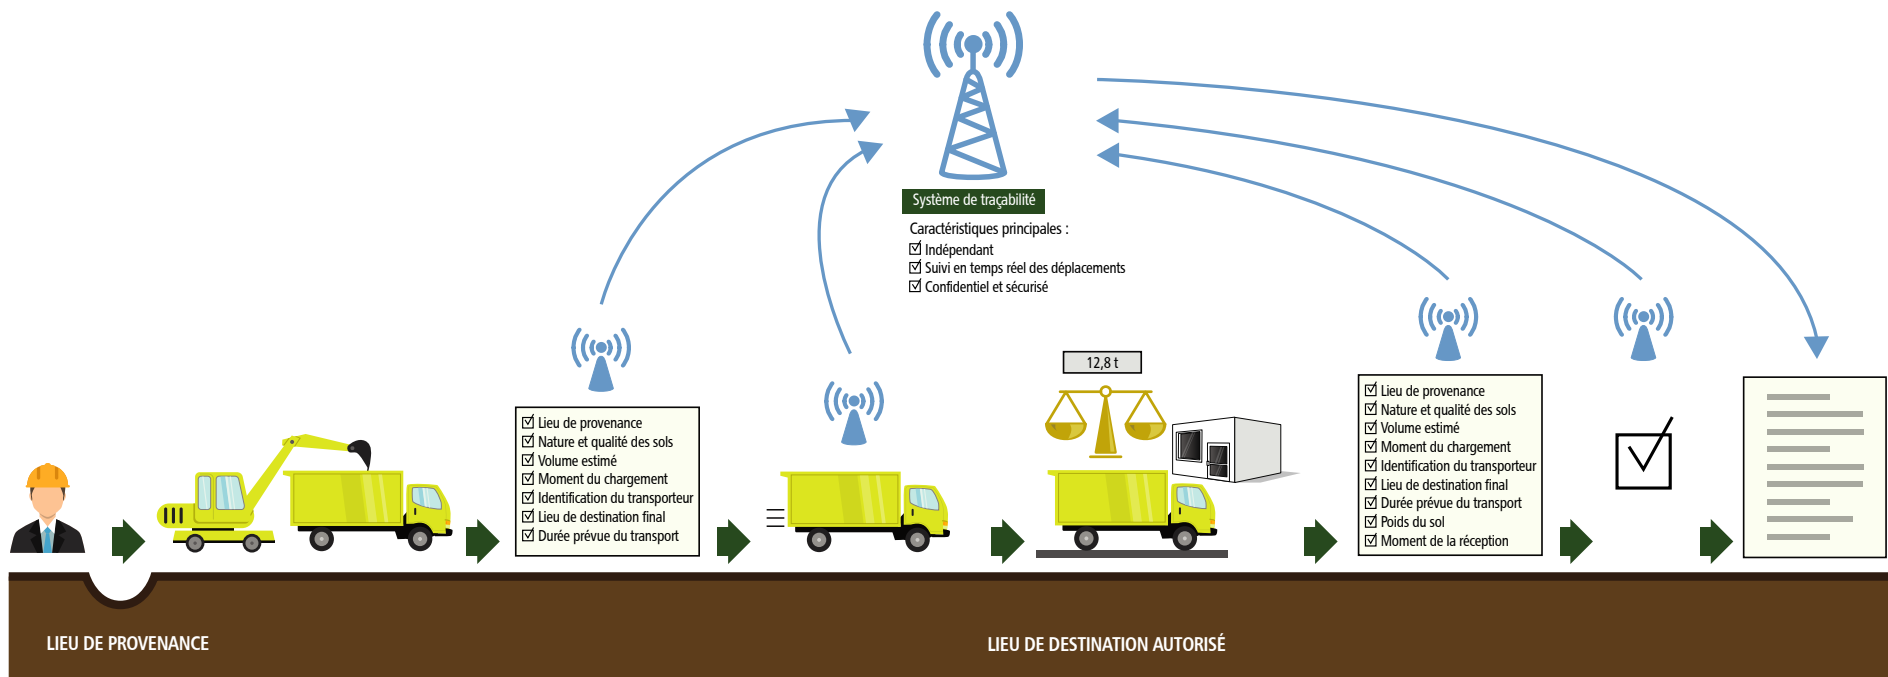 Système de traçabilité
Caractéristiques principales :
Indépendant
Suivi en temps réel des déplacements
Confidentiel et sécurisé
Lieu de provenance
Nature et qualité des sols
Volume estimé
Moment du chargement
Identification du transporteur
Lieu de destination final
Durée prévue du transport
12,8 t
Lieu de provenance
Nature et qualité des sols
Volume estimé
Moment du chargement
Identification du transporteur
Lieu de destination final
Durée prévue du transport
Poids du sol
Moment de la réception
LIEU DE PROVENANCE
LIEU DE DESTINATION AUTORISÉ